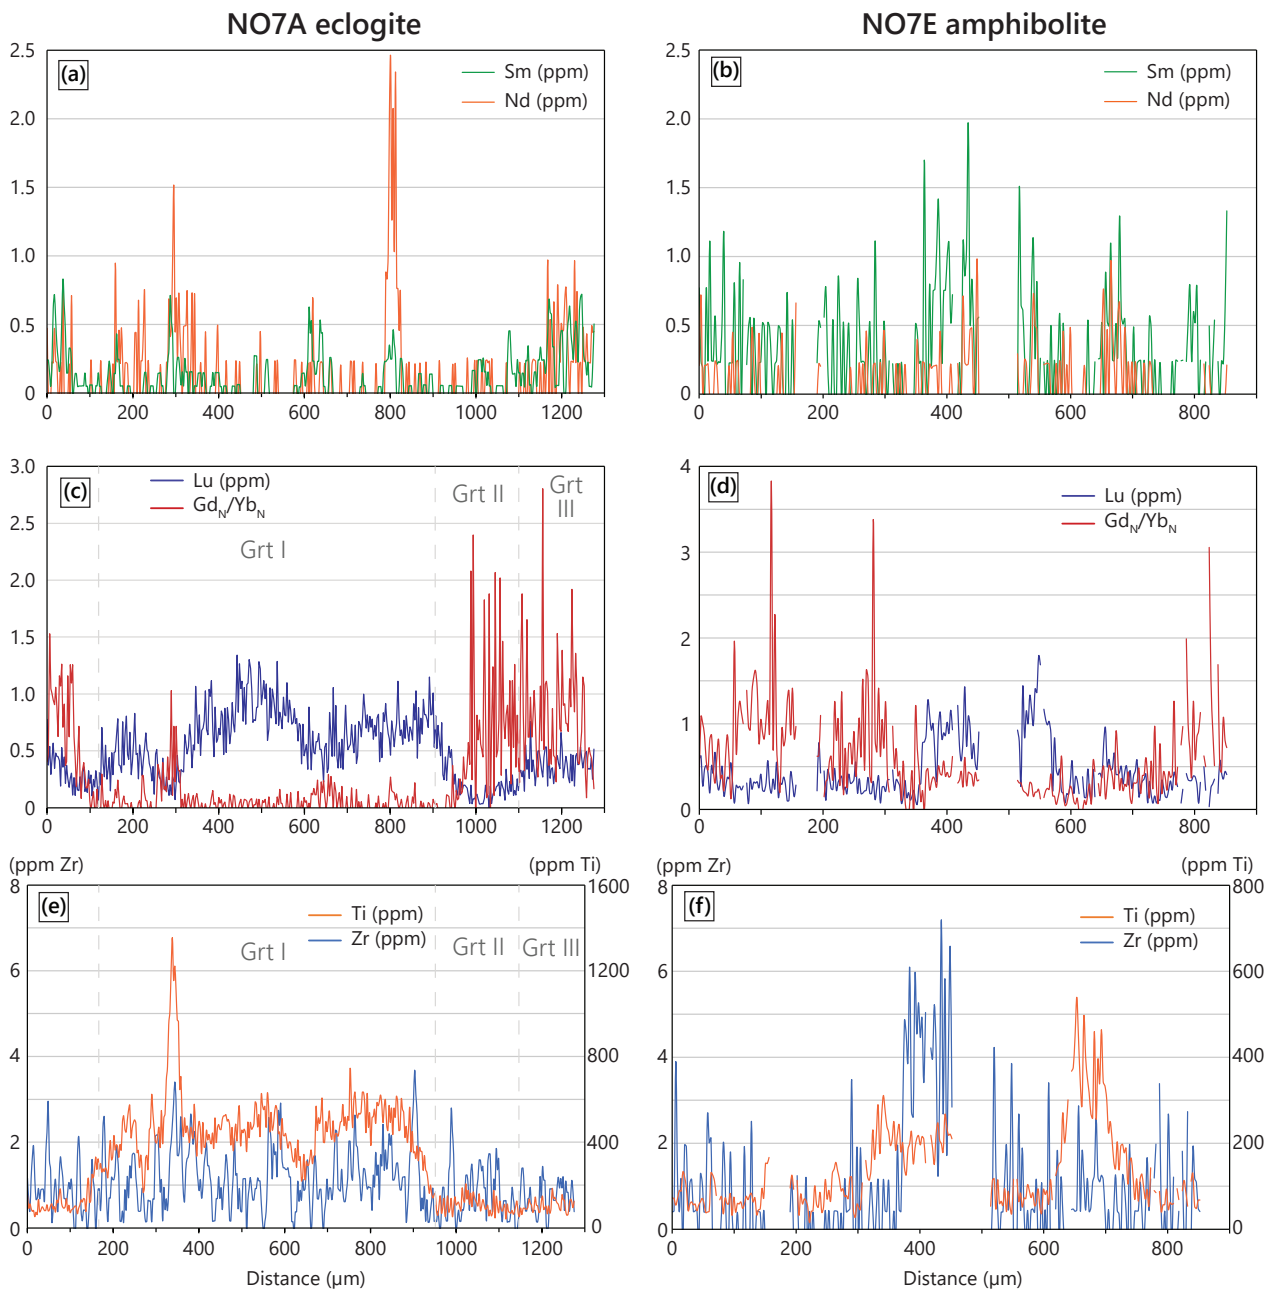 NO7A eclogite
NO7E amphibolite
(a)
Sm (ppm)
Nd (ppm)
2.5
2.0
1.5
1.0
0.5
0
0 200 400 600 800 1000 1200
(b)
Sm (ppm)
Nd (ppm)
2.5
2.0
1.5
1.0
0.5
0
0 200 400 600 800
(c)
Lu (ppm)
GdN/YbN
Grt I
Grt II
Grt
III
3.0
2.5
2.0
1.5
1.0
0.5
0
0 200 400 600 800 1000 1200
(d)
Lu (ppm)
GdN/YbN
4
3
2
1
0
0 200 400 600 800
(ppm Zr)
(ppm Ti)
(e)
Ti (ppm)
Zr (ppm)
Grt I
Grt II
Grt III
8
6
4
2
0
1600
1200
800
400
0
0 200 400 600 800 1000 1200
Distance (μm)
(ppm Zr)
(ppm Ti)
(f)
Ti (ppm)
Zr (ppm)
8
6
4
2
0
800
600
400
200
0
0 200 400 600 800
Distance (μm)